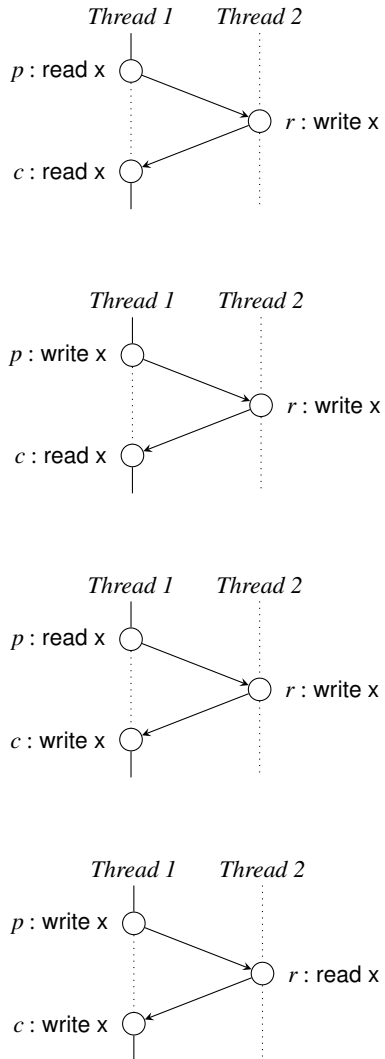 Thread 1 Thread 2
p : read x
r : write x
c : read x
Thread 1 Thread 2
p : write x
r : write x
c : read x
Thread 1 Thread 2
p : read x
r : write x
c : write x
Thread 1 Thread 2
p : write x
r : read x
c : write x